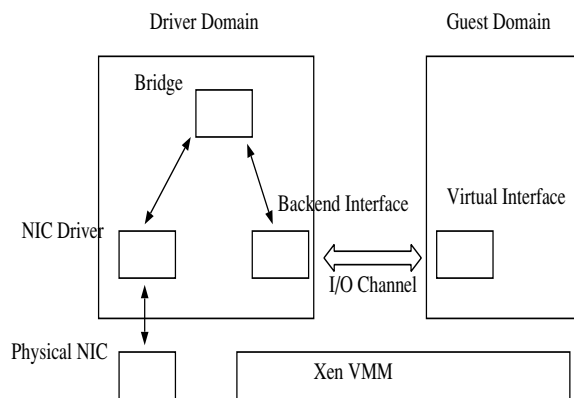 Driver Domain
Guest Domain
Bridge
Backend Interface
Virtual Interface
NIC Driver
I/O Channel
Physical NIC
Xen VMM